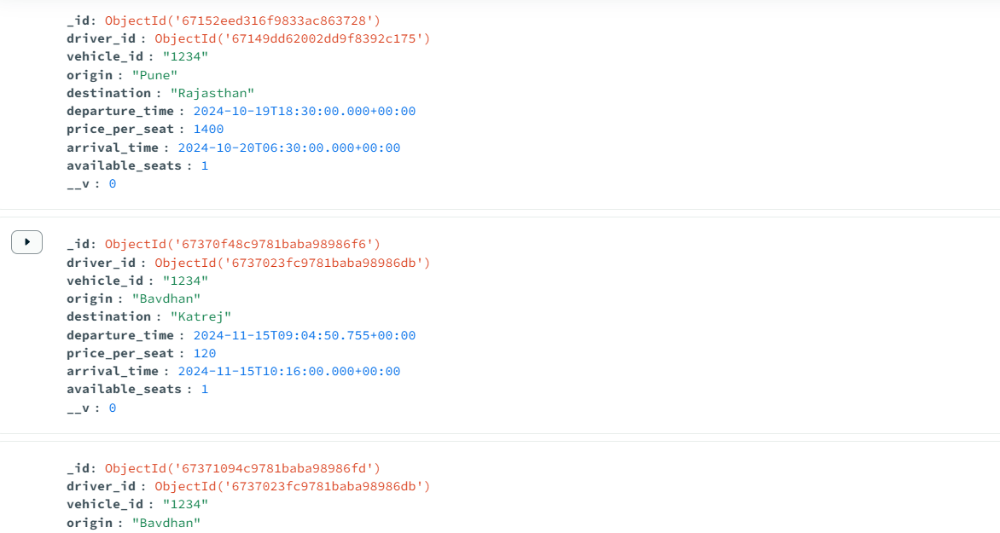 _id: ObjectId('67152eed316f9833ac863728')
driver_id : ObjectId('67149dd62002dd9f8392c175')
vehicle_id : "1234"
origin : "Pune"
destination : "Rajasthan"
departure_time : 2024-10-19T18:30:00.000+00:00
price_per_seat : 1400
arrival_time : 2024-10-20T06:30:00.000+00:00
available_seats : 1
__v : 0
_id: ObjectId('67370f48c9781baba98986f6')
driver_id : ObjectId('6737023fc9781baba98986db')
vehicle_id : "1234"
origin : "Bavdhan"
destination : "Katrej"
departure_time : 2024-11-15T09:04:50.755+00:00
price_per_seat : 120
arrival_time : 2024-11-15T10:16:00.000+00:00
available_seats : 1
__v : 0
_id: ObjectId('67371094c9781baba98986fd')
driver_id : ObjectId('6737023fc9781baba98986db')
vehicle_id : "1234"
origin : "Bavdhan"